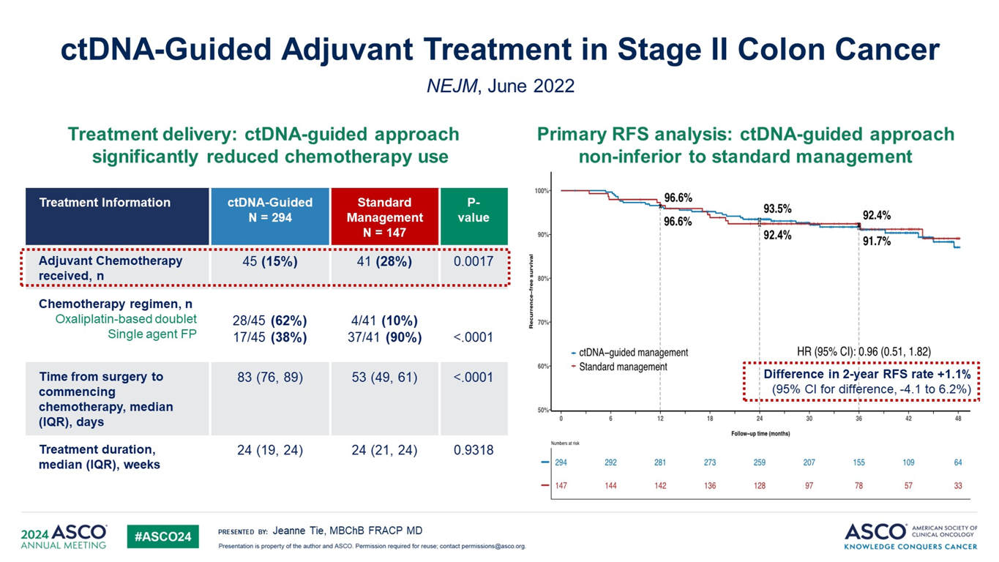 ctDNA-Guided Adjuvant Treatment in Stage II Colon Cancer
NEJM, June 2022
Treatment delivery: ctDNA-guided approach
significantly reduced chemotherapy use
Treatment Information
ctDNA-Guided
N = 294
Standard
Management
N = 147
P-
value
Adjuvant Chemotherapy
received, n
45 (15%)
41 (28%)
0.0017
Chemotherapy regimen, n
Oxaliplatin-based doublet
Single agent FP
28/45 (62%)
17/45 (38%)
4/41 (10%)
37/41 (90%)
<.0001
Time from surgery to
commencing
chemotherapy, median
(IQR), days
83 (76, 89)
53 (49, 61)
<.0001
Treatment duration,
median (IQR), weeks
24 (19, 24)
24 (21, 24)
0.9318
Primary RFS analysis: ctDNA-guided approach
non-inferior to standard management
Recurrence-free survival
100%
90%
80%
70%
60%
50%
96.6%
96.6%
93.5%
92.4%
92.4%
91.7%
ctDNA-guided management
Standard management
HR (95% CI): 0.96 (0.51, 1.82)
Difference in 2-year RFS rate +1.1%
(95% CI for difference, -4.1 to 6.2%)
0 6 12 18 24 30 36 42 48
Follow-up time (months)
Numbers at risk
294 292 281 273 259 207 155 109 64
147 144 142 136 128 97 78 57 33
2024 ASCO
ANNUAL MEETING
#ASCO24
PRESENTED BY: Jeanne Tie, MBChB FRACP MD
Presentation is property of the author and ASCO. Permission required for reuse; contact permissions@asco.org.
ASCO AMERICAN SOCIETY OF
CLINICAL ONCOLOGY
KNOWLEDGE CONQUERS CANCER